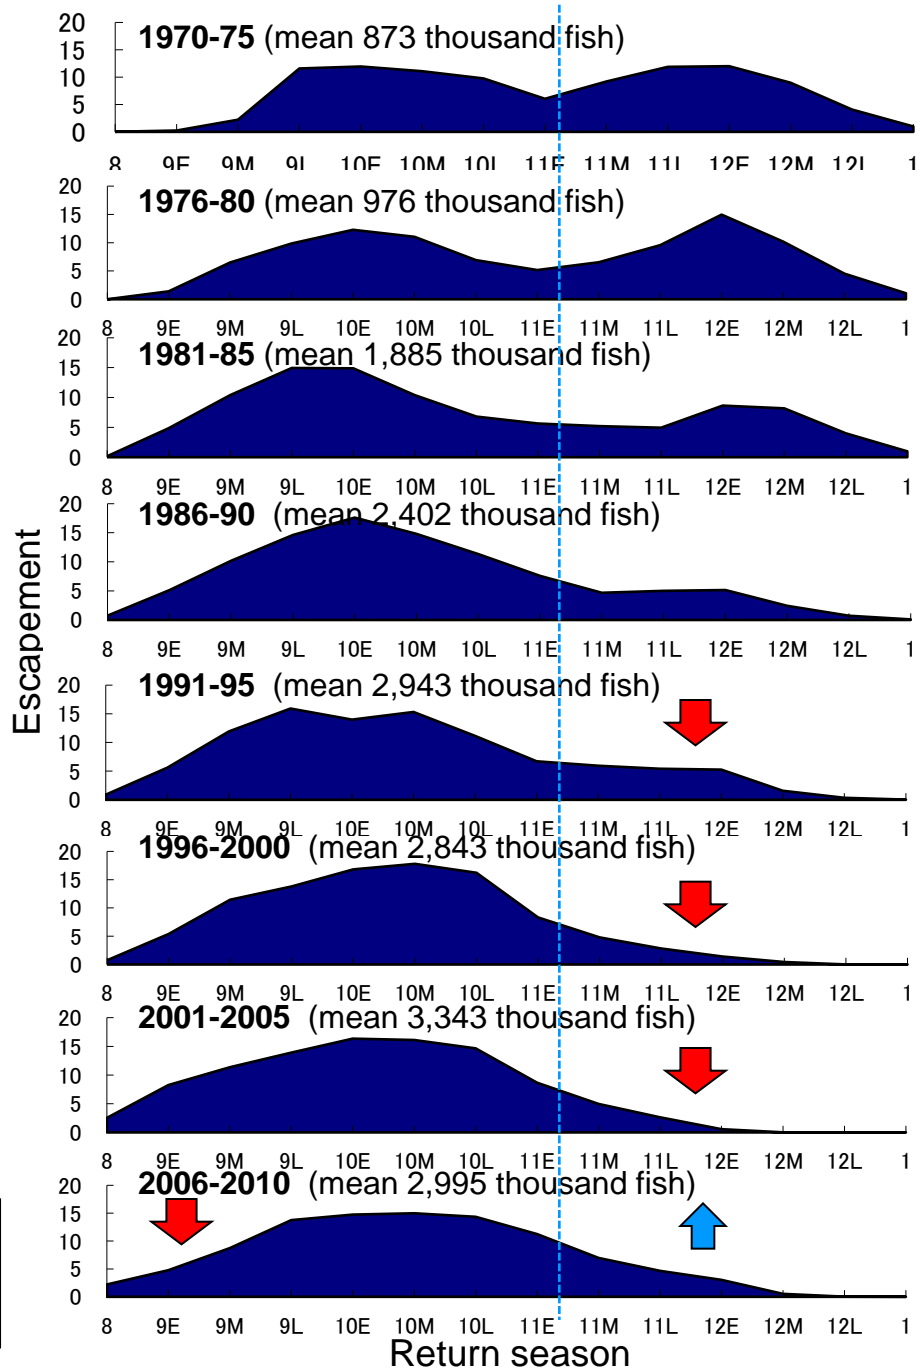 Escapement
1970-75 (mean 873 thousand fish)
20
15
10
5
0
8 9E 9M 9L 10E 10M 10L 11E 11M 11L 12E 12M 12L 1
1976-80 (mean 976 thousand fish)
20
15
10
5
0
8 9E 9M 9L 10E 10M 10L 11E 11M 11L 12E 12M 12L 1
1981-85 (mean 1,885 thousand fish)
20
15
10
5
0
8 9E 9M 9L 10E 10M 10L 11E 11M 11L 12E 12M 12L 1
1986-90 (mean 2,402 thousand fish)
20
15
10
5
0
8 9E 9M 9L 10E 10M 10L 11E 11M 11L 12E 12M 12L 1
1991-95 (mean 2,943 thousand fish)
20
15
10
5
0
8 9E 9M 9L 10E 10M 10L 11E 11M 11L 12E 12M 12L 1
1996-2000 (mean 2,843 thousand fish)
20
15
10
5
0
8 9E 9M 9L 10E 10M 10L 11E 11M 11L 12E 12M 12L 1
2001-2005 (mean 3,343 thousand fish)
20
15
10
5
0
8 9E 9M 9L 10E 10M 10L 11E 11M 11L 12E 12M 12L 1
2006-2010 (mean 2,995 thousand fish)
20
15
10
5
0
8 9E 9M 9L 10E 10M 10L 11E 11M 11L 12E 12M 12L 1
Return season